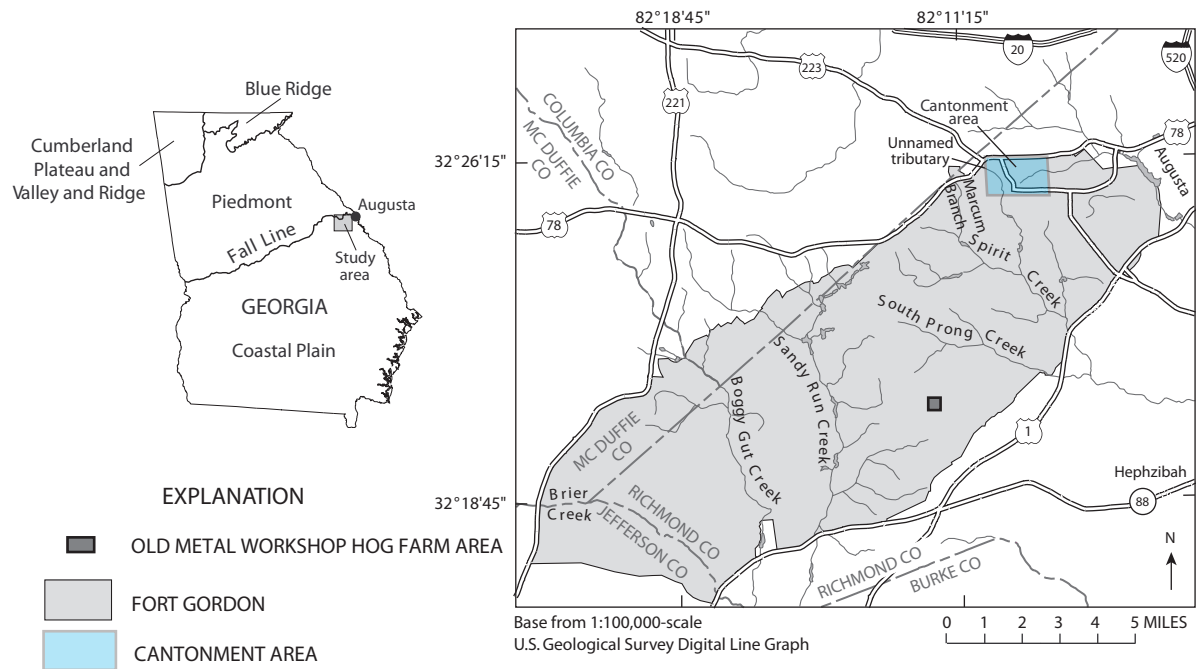 Blue Ridge
Cumberland
Plateau and
Valley and Ridge
Piedmont
Augusta
Fall Line
Study
area
GEORGIA
Coastal Plain
EXPLANATION
OLD METAL WORKSHOP HOG FARM AREA
FORT GORDON
CANTONMENT AREA
82°18'45"
82°11'15"
32°26'15"
32°18'45"
20
520
223
221
78
78
1
88
COLUMBIA CO
MC DUFFIE
CO
Cantonment
area
Unnamed
tributary
Augusta
Marcum
Branch
Spirit
Creek
South Prong Creek
Sandy Run Creek
Boggy Gut Creek
MC DUFFIE
CO
Brier
Creek
RICHMOND CO
JEFFERSON CO
Hephzibah
RICHMOND CO
BURKE CO
N
Base from 1:100,000-scale
U.S. Geological Survey Digital Line Graph
0 1 2 3 4 5 MILES